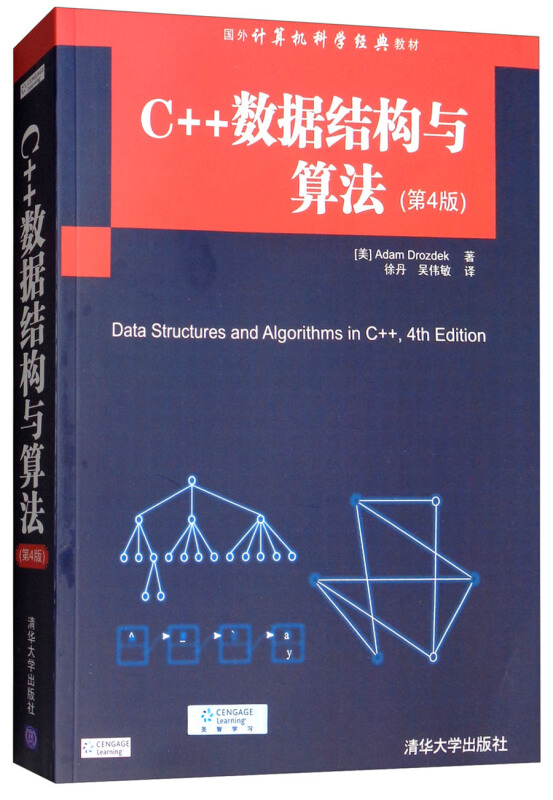 国外计算机科学经典教材
C++数据结构与
算法(第4版)
[美] Adam Drozdek 著
徐丹 吴伟敏 译
Data Structures and Algorithms in C++, 4th Edition
^
a
y
CENGAGE
Learning
圣智学习
清华大学出版社
C++数据结构与算法
(第4版)
清华大学出版社
CENGAGE
Learning